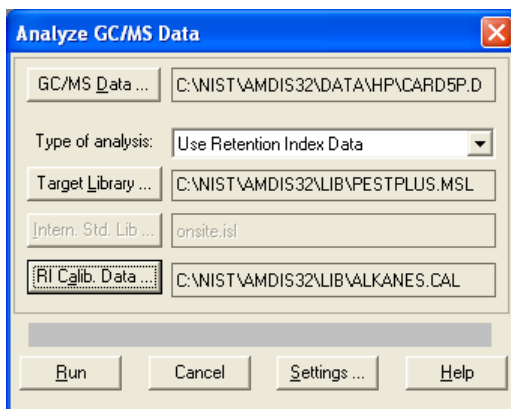 Analyze GC/MS Data
GC/MS Data ... C:\NIST\AMDIS32\DATA\HP\CARD5P.D
Type of analysis: Use Retention Index Data
Target Library ... C:\NIST\AMDIS32\LIB\PESTPLUS.MSL
Intern. Std. Lib ... onsite.isl
RI Calib. Data ... C:\NIST\AMDIS32\LIB\ALKANES.CAL
Run Cancel Settings ... Help